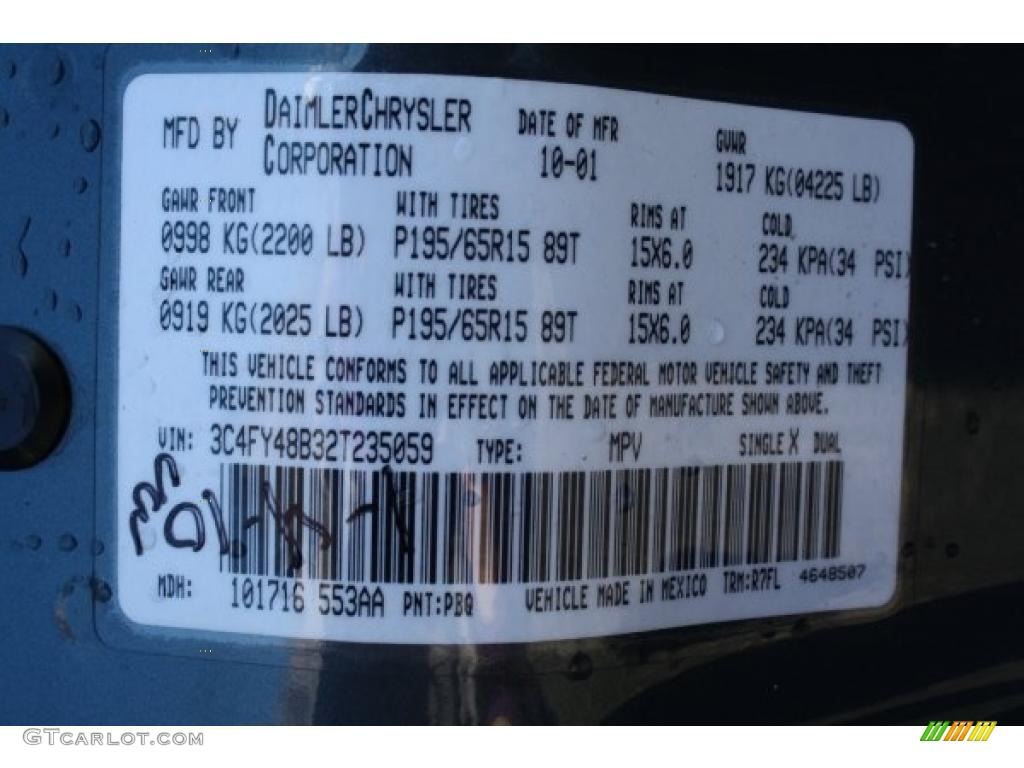 MFD BY DAIMLERCHRYSLER CORPORATION DATE OF MFR 10-01 GVWR 1917 KG(04225 LB)
GAWR FRONT WITH TIRES RIMS AT COLD
0998 KG(2200 LB) P195/65R15 89T 15X6.0 234 KPA(34 PSI)
GAWR REAR WITH TIRES RIMS AT COLD
0919 KG(2025 LB) P195/65R15 89T 15X6.0 234 KPA(34 PSI)
THIS VEHICLE CONFORMS TO ALL APPLICABLE FEDERAL MOTOR VEHICLE SAFETY AND THEFT
PREVENTION STANDARDS IN EFFECT ON THE DATE OF MANUFACTURE SHOWN ABOVE.
VIN: 3C4FY48B32T235059 TYPE: MPV SINGLE X DUAL
MDH: 101716 553AA PNT:PBQ VEHICLE MADE IN MEXICO TRM:R7FL 4648507
GTCARLOT.COM